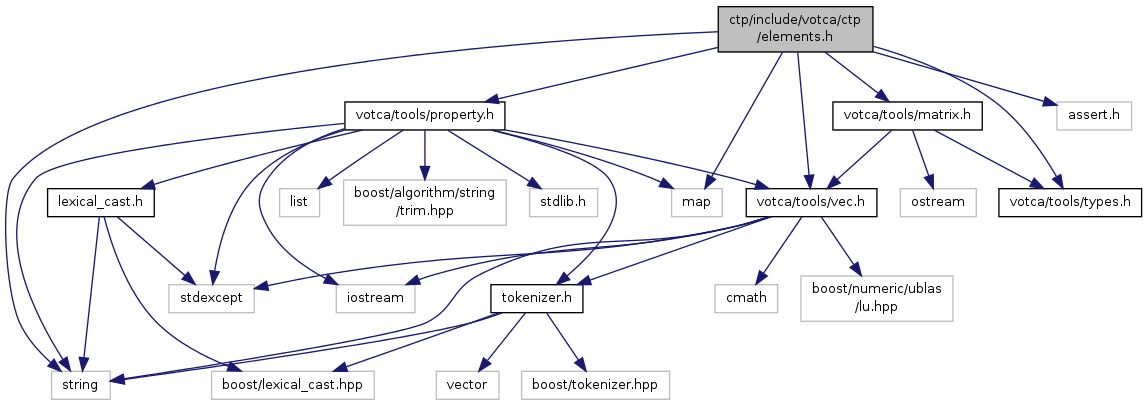 ctp/include/votca/ctp
/elements.h
votca/tools/property.h
votca/tools/matrix.h
assert.h
lexical_cast.h
list
boost/algorithm/string
/trim.hpp
stdlib.h
map
votca/tools/vec.h
ostream
votca/tools/types.h
stdexcept
iostream
tokenizer.h
cmath
boost/numeric/ublas
/lu.hpp
string
boost/lexical_cast.hpp
vector
boost/tokenizer.hpp